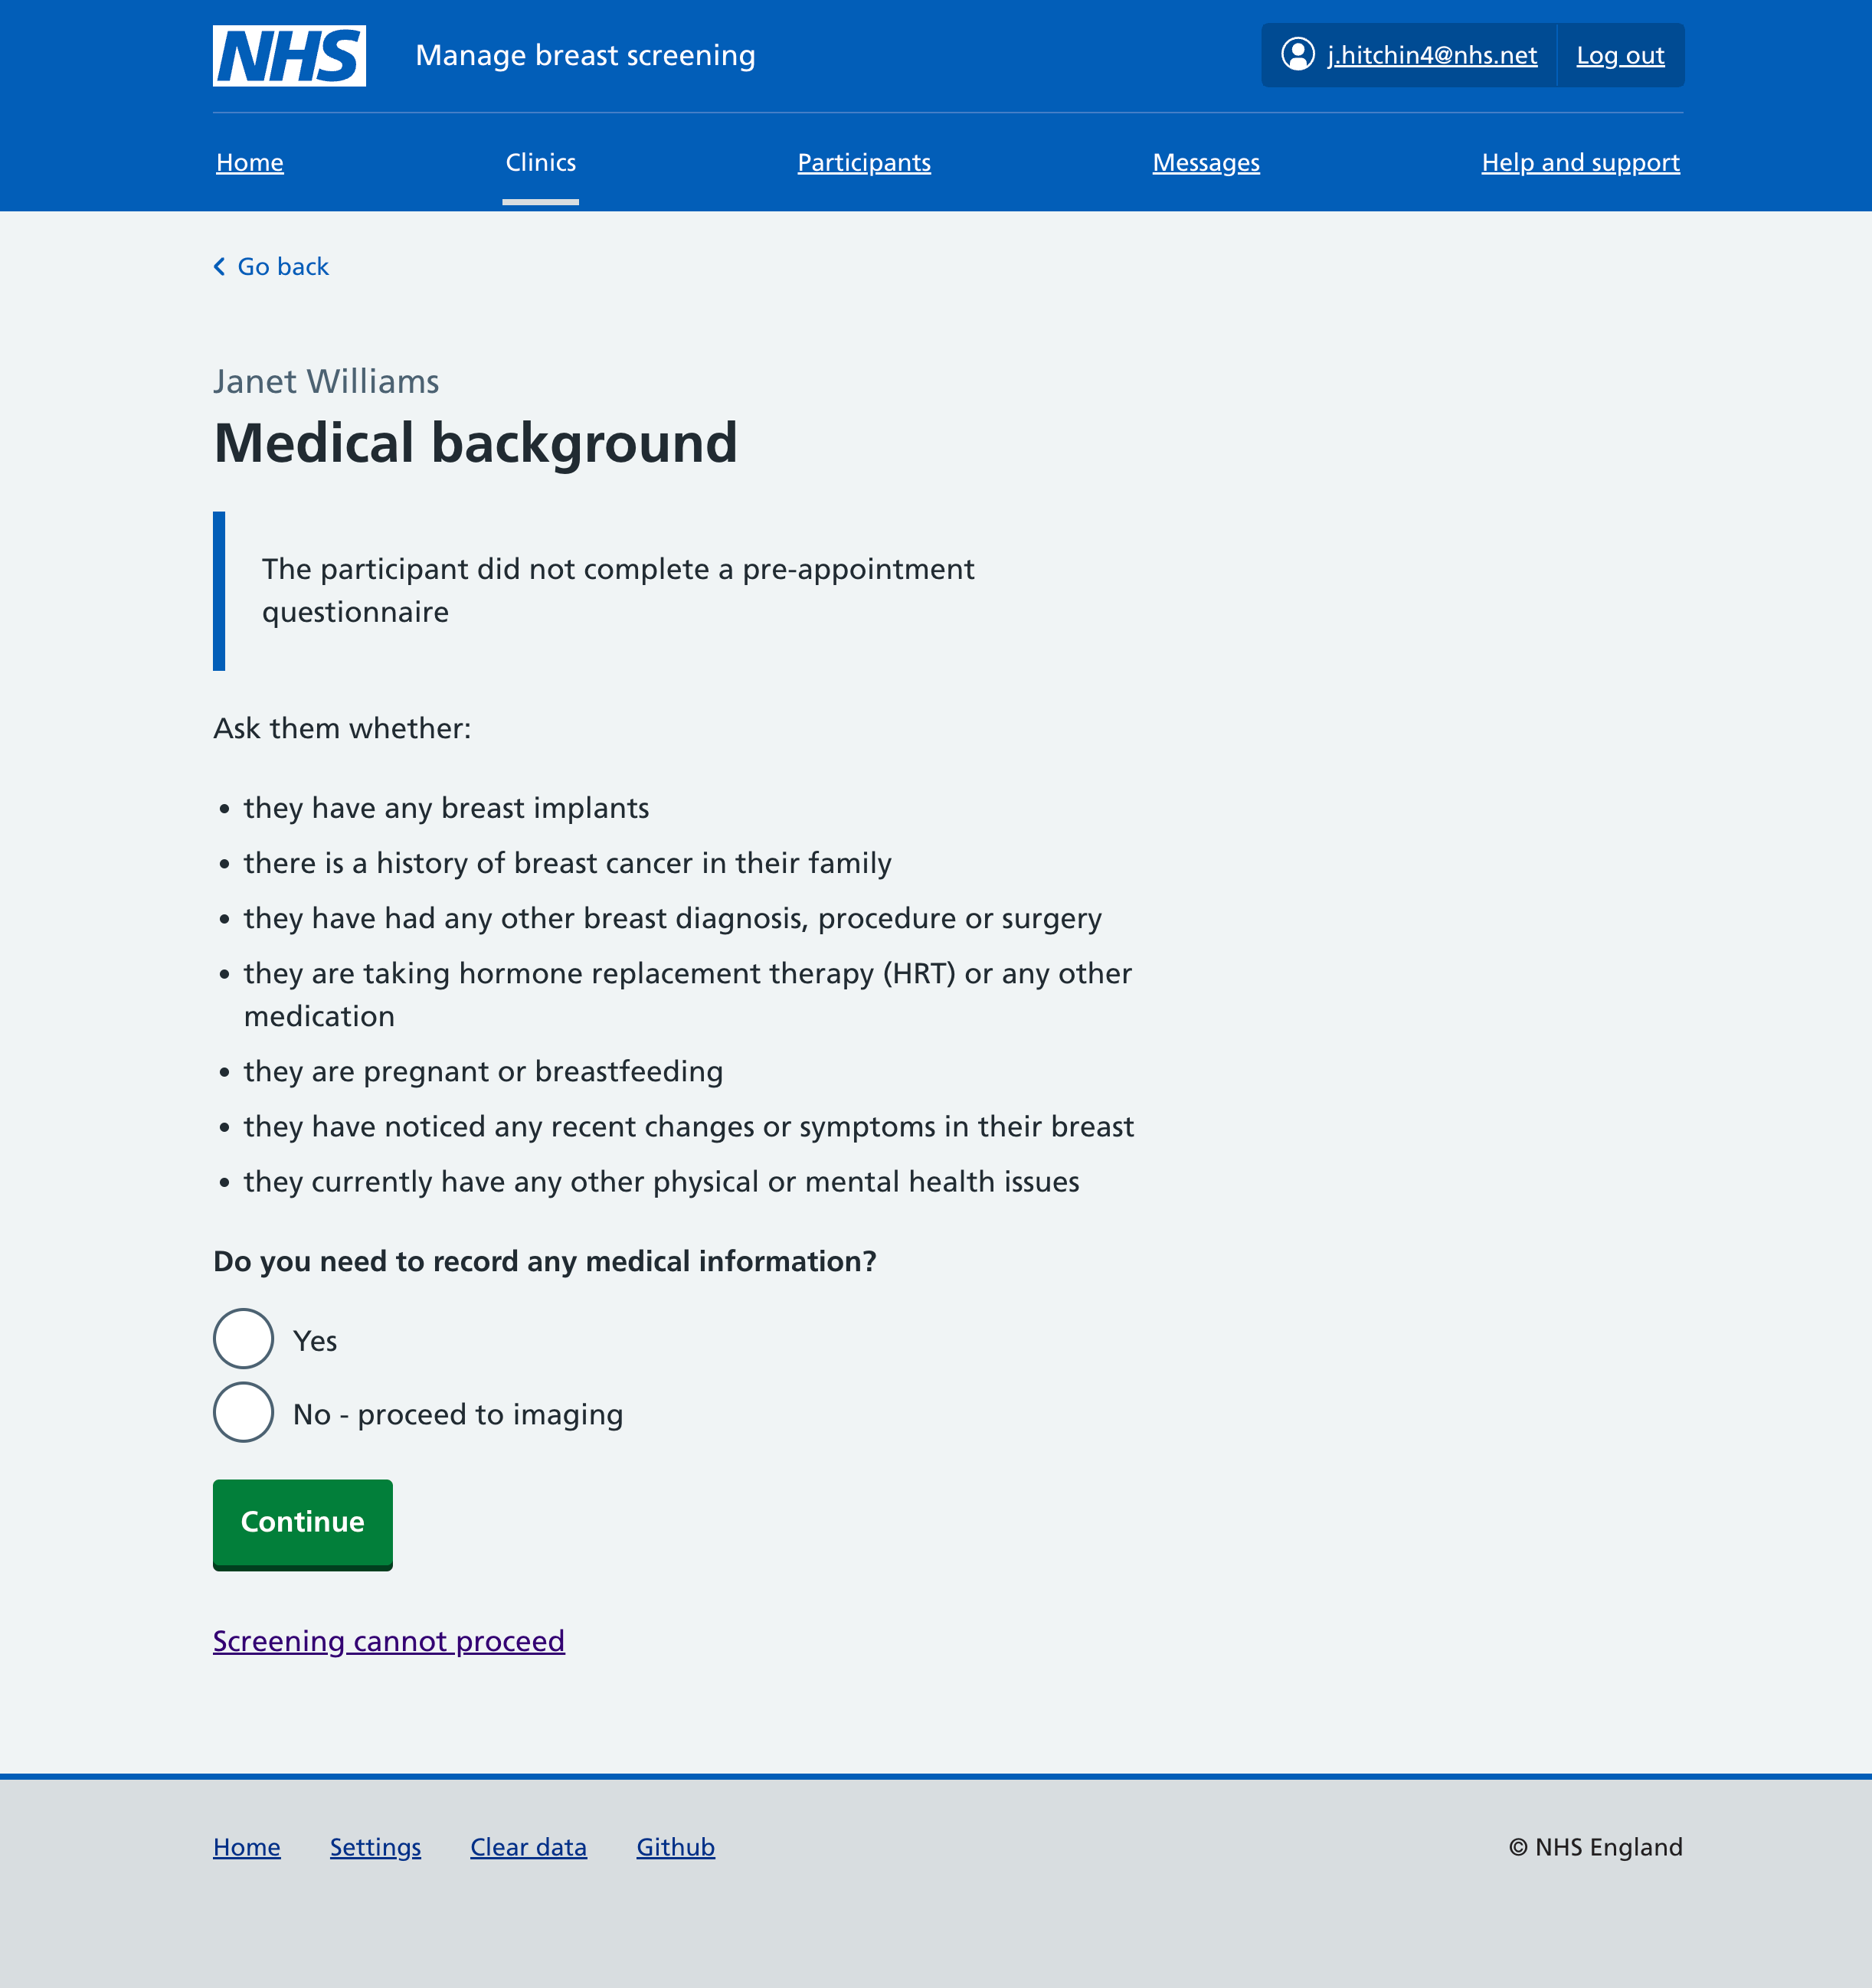 NHS
Manage breast screening
j.hitchin4@nhs.net
Log out
Home
Clinics
Participants
Messages
Help and support
Go back
Janet Williams
Medical background
The participant did not complete a pre-appointment
questionnaire
Ask them whether:
• they have any breast implants
• there is a history of breast cancer in their family
• they have had any other breast diagnosis, procedure or surgery
• they are taking hormone replacement therapy (HRT) or any other
medication
• they are pregnant or breastfeeding
• they have noticed any recent changes or symptoms in their breast
• they currently have any other physical or mental health issues
Do you need to record any medical information?
Yes
No - proceed to imaging
Continue
Screening cannot proceed
Home
Settings
Clear data
Github
© NHS England